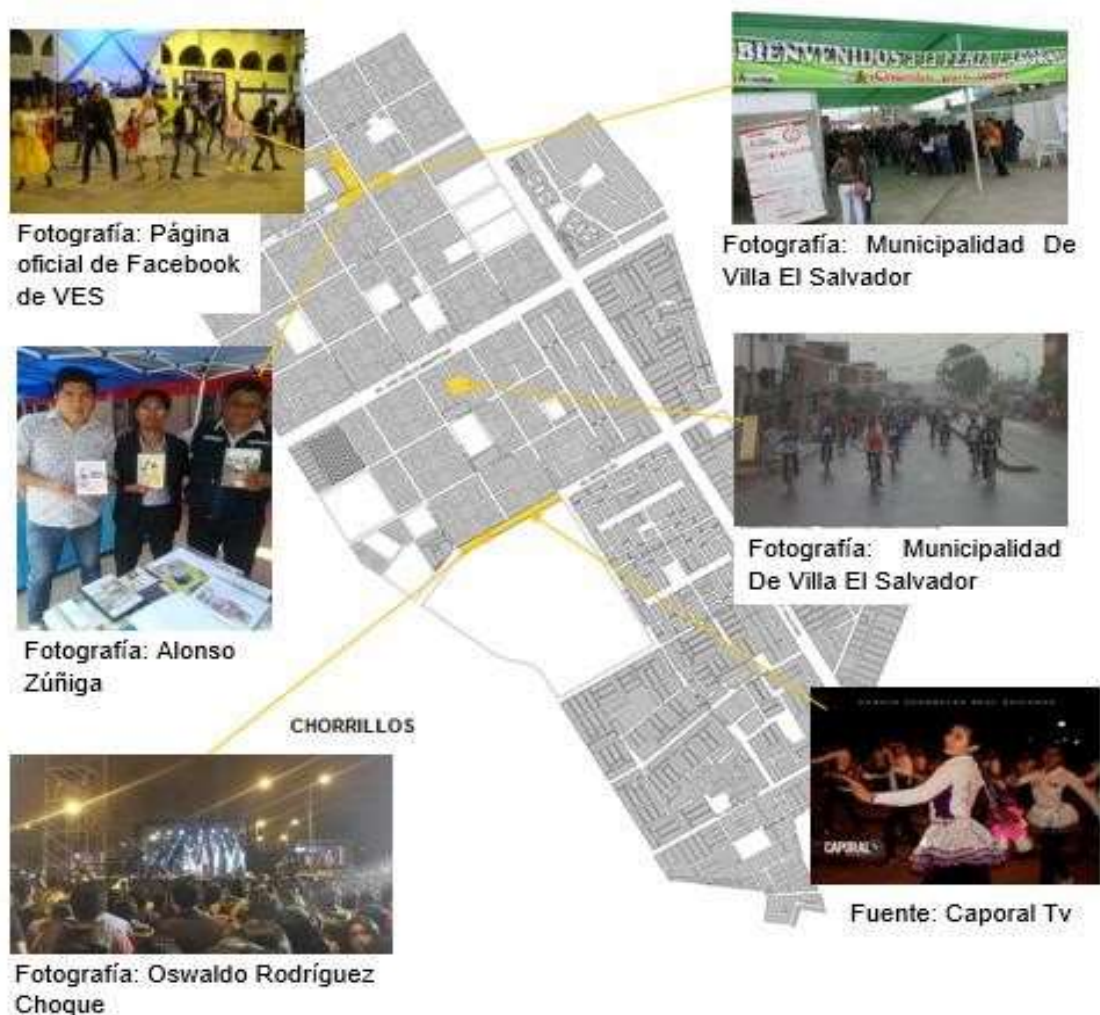 BIENVENIDOS A
Fotografía: Página
oficial de Facebook
de VES
Fotografía: Municipalidad De
Villa El Salvador
Fotografía: Municipalidad
De Villa El Salvador
Fotografía: Alonso
Zúñiga
CHORRILLOS
CAPORAL
Fuente: Caporal Tv
Fotografía: Oswaldo Rodríguez
Choque